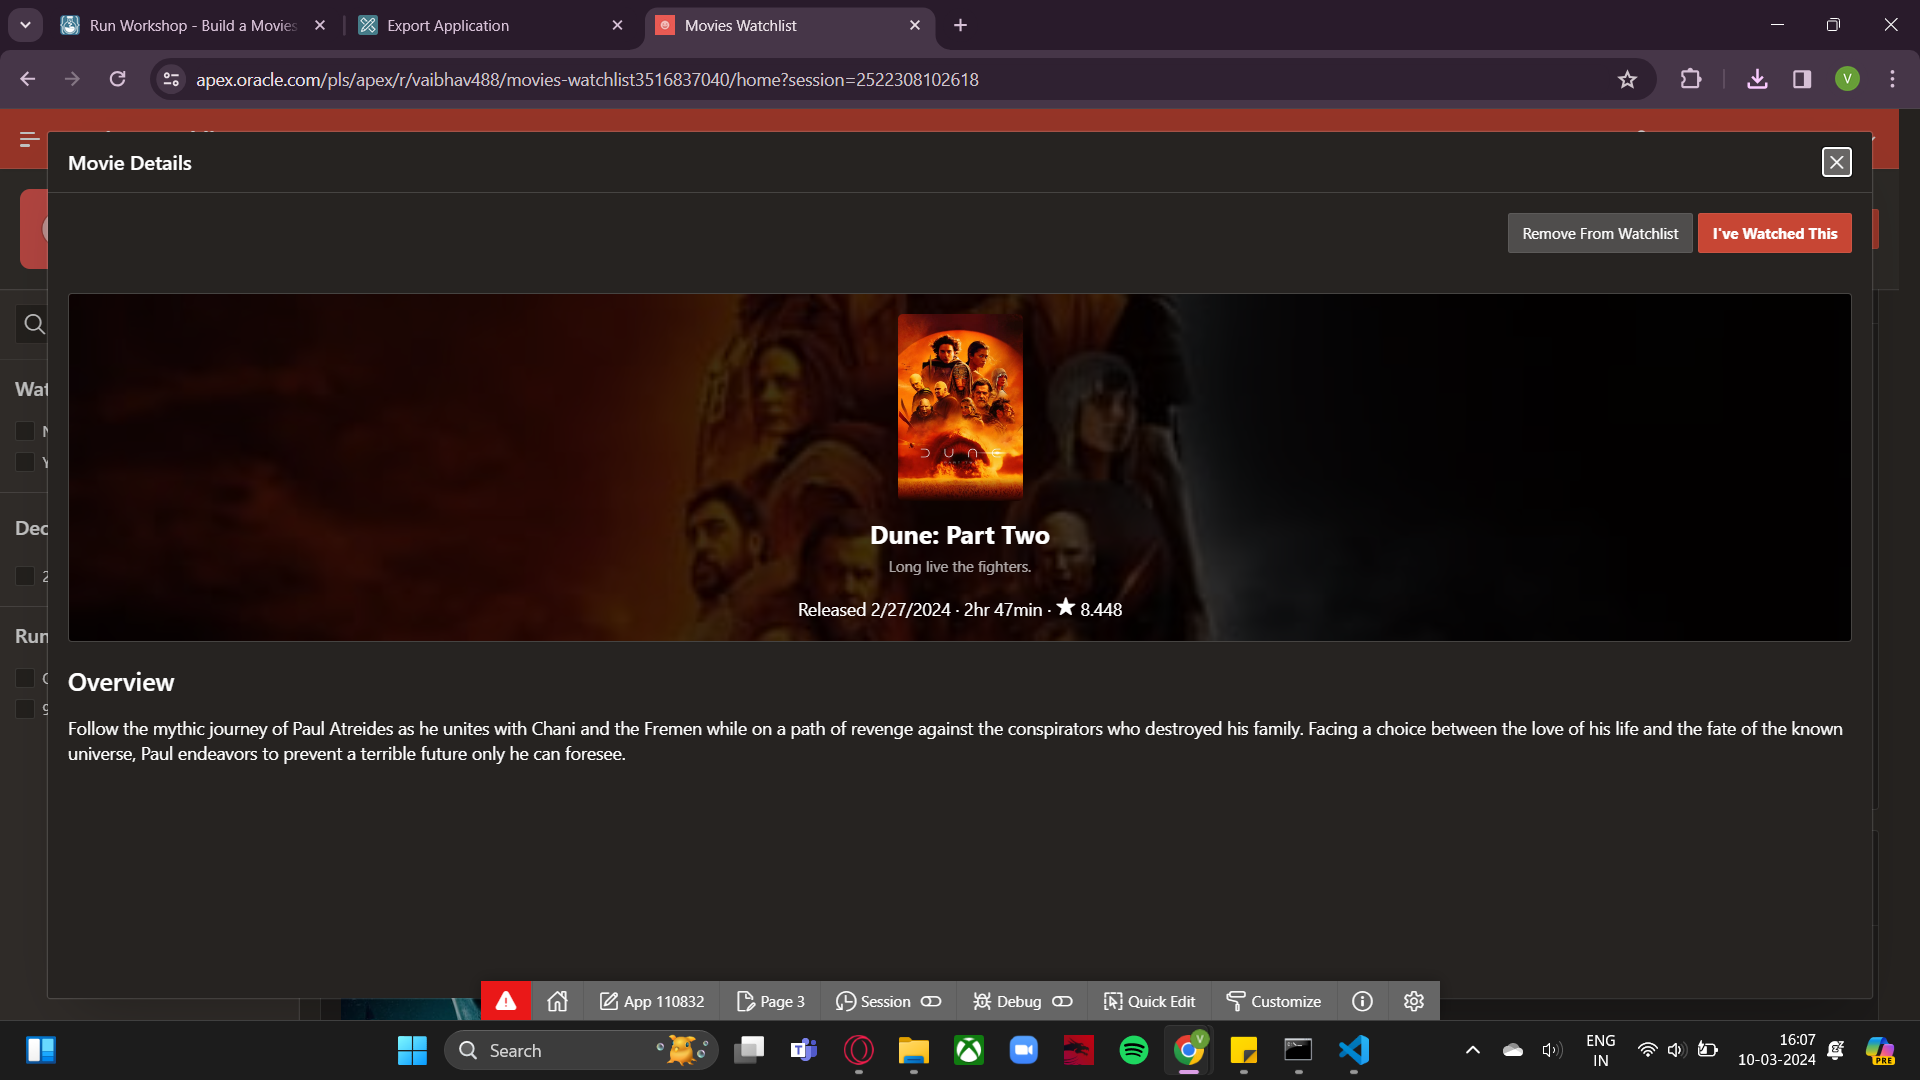 Run Workshop - Build a Movies
Export Application
Movies Watchlist
apex.oracle.com/pls/apex/r/vaibhav488/movies-watchlist3516837040/home?session=2522308102618
V
Movie Details
Remove From Watchlist
I've Watched This
Wat
Dec
2
Run
9
DUNE
Dune: Part Two
Long live the fighters.
Released 2/27/2024 · 2hr 47min · ★ 8.448
Overview
Follow the mythic journey of Paul Atreides as he unites with Chani and the Fremen while on a path of revenge against the conspirators who destroyed his family. Facing a choice between the love of his life and the fate of the known
universe, Paul endeavors to prevent a terrible future only he can foresee.
App 110832
Page 3
Session
Debug
Quick Edit
Customize
Search
V
ENG
IN
16:07
10-03-2024
PRE